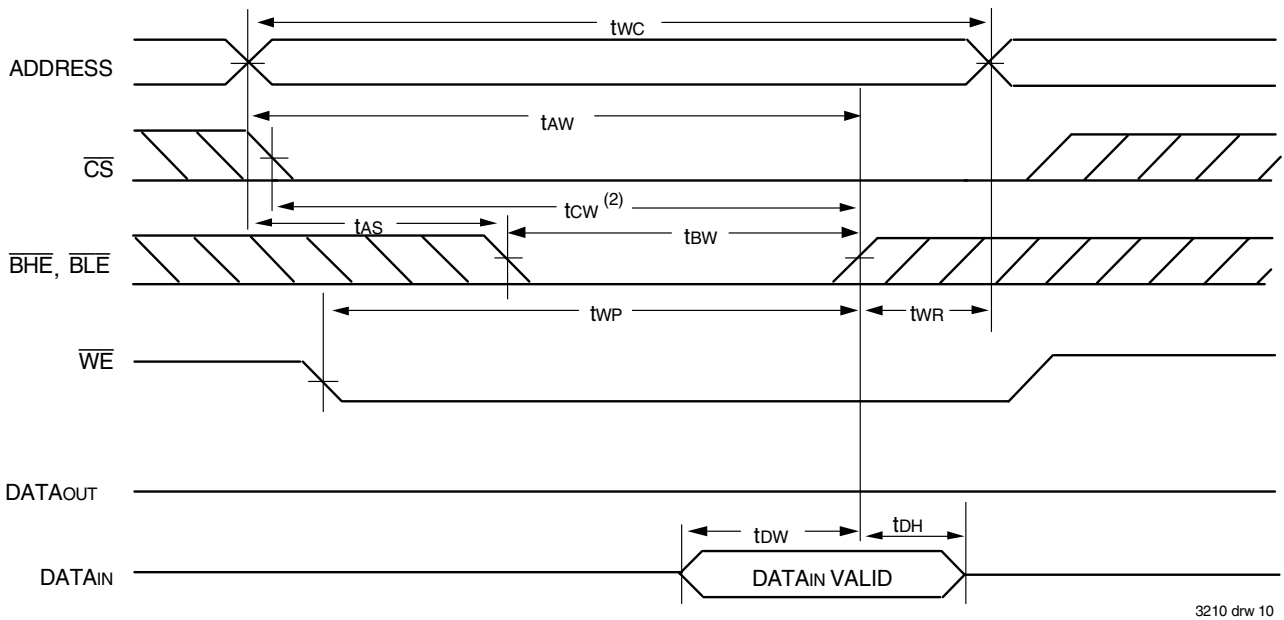 tWC
ADDRESS
tAW
CS
tCW (2)
tAS
tBW
BHE, BLE
tWP
tWR
WE
DATAOUT
tDW
tDH
DATAIN
DATAIN VALID
3210 drw 10